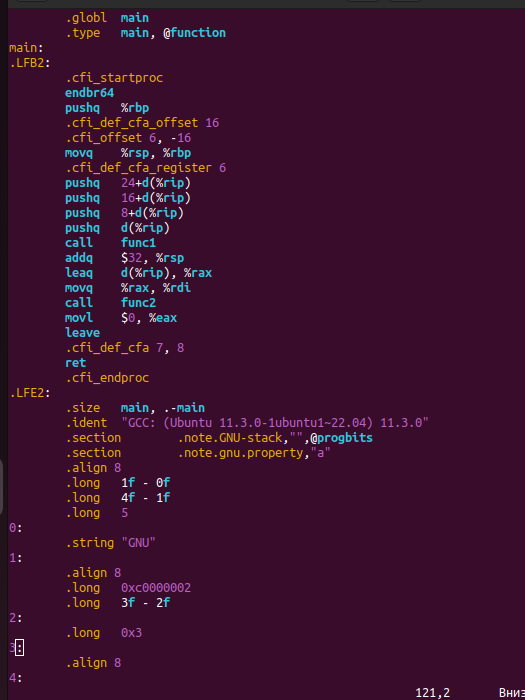 .globl main
.type main, @function
main:
.LFB2:
.cfi_startproc
endbr64
pushq %rbp
.cfi_def_cfa_offset 16
.cfi_offset 6, -16
movq %rsp, %rbp
.cfi_def_cfa_register 6
pushq 24+d(%rip)
pushq 16+d(%rip)
pushq 8+d(%rip)
pushq d(%rip)
call func1
addq $32, %rsp
leaq d(%rip), %rax
movq %rax, %rdi
call func2
movl $0, %eax
leave
.cfi_def_cfa 7, 8
ret
.cfi_endproc
.LFE2:
.size main, .-main
.ident "GCC: (Ubuntu 11.3.0-1ubuntu1~22.04) 11.3.0"
.section .note.GNU-stack,"",@progbits
.section .note.gnu.property,"a"
.align 8
.long 1f - 0f
.long 4f - 1f
.long 5
0:
.string "GNU"
1:
.align 8
.long 0xc0000002
.long 3f - 2f
2:
.long 0x3
3:
.align 8
4:
121,2 Вниз